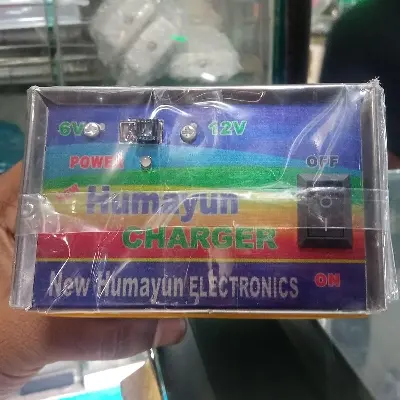 6V 12V
POWER OFF
Humayun
CHARGER
ON
New Humayun ELECTRONICS